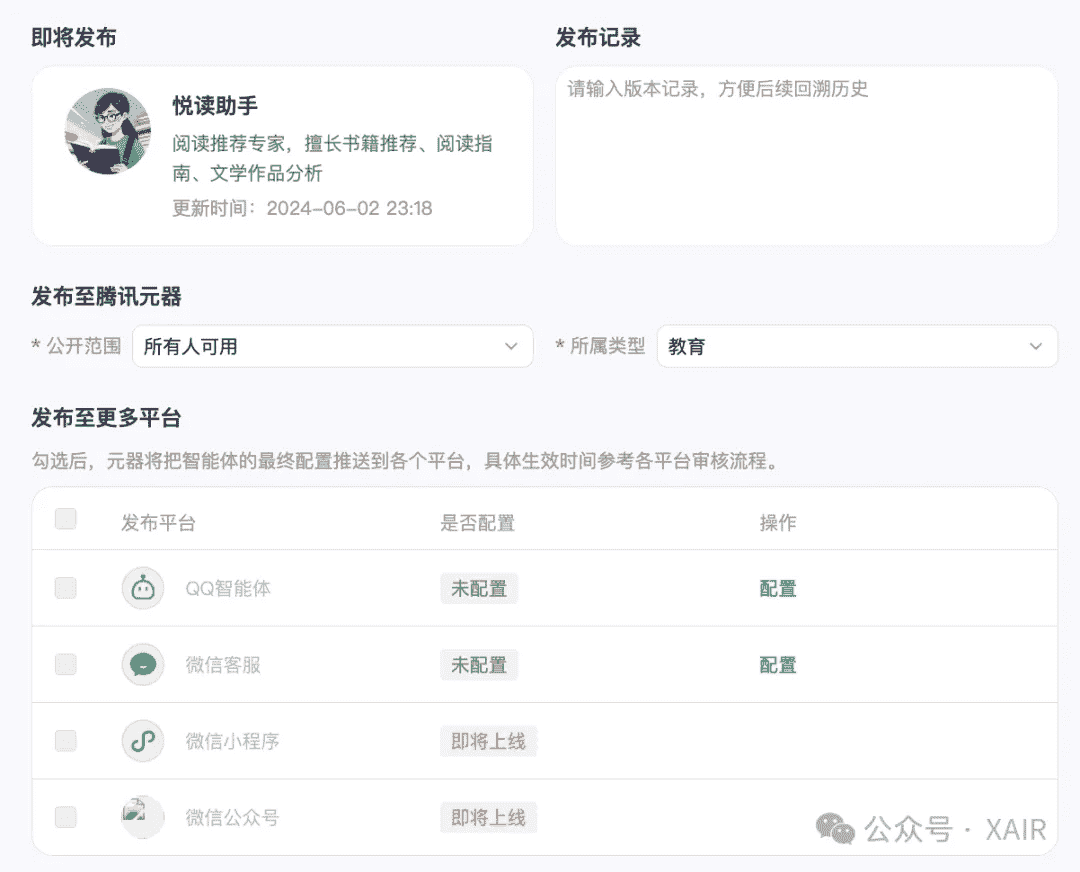 即将发布
发布记录
悦读助手
阅读推荐专家，擅长书籍推荐、阅读指
南、文学作品分析
更新时间：2024-06-02 23:18
请输入版本记录，方便后续回溯历史
发布至腾讯元器
* 公开范围 所有人可用
* 所属类型 教育
发布至更多平台
勾选后，元器将把智能体的最终配置推送到各个平台，具体生效时间参考各平台审核流程。
发布平台 是否配置 操作
QQ智能体 未配置 配置
微信客服 未配置 配置
微信小程序 即将上线
微信公众号 即将上线
公众号 · XAIR